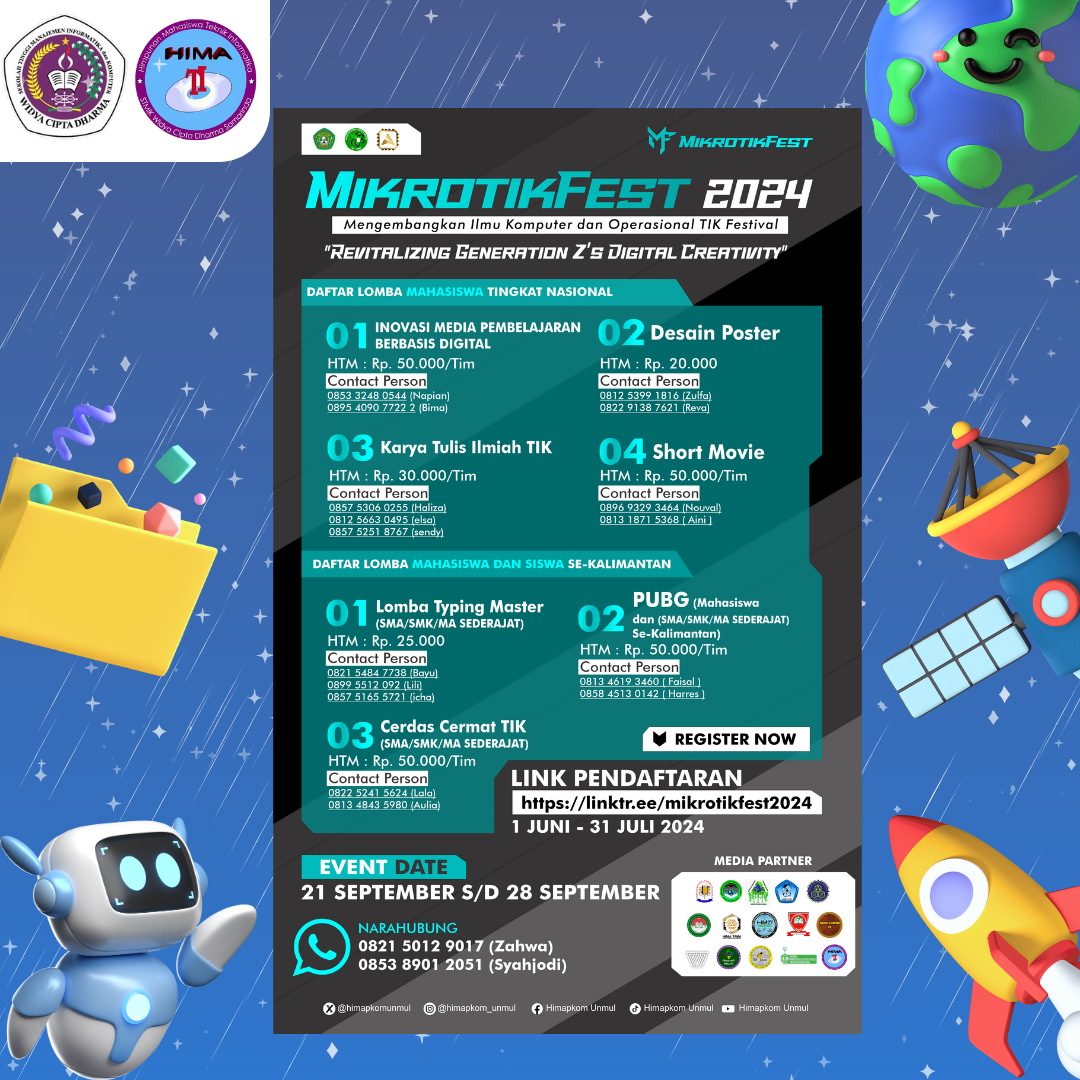 SEKOLAH TINGGI MANAJEMEN INFORMATIKA dan KOMPUTER
WIDYA CIPTA DHARMA
Himpunan Mahasiswa Teknik Informatika
HIMA
TI
STMIK Widya Cipta Dharma Samarinda
MIKROTIKFEST
MIKROTIKFEST 2024
Mengembangkan Ilmu Komputer dan Operasional TIK Festival
"REVITALIZING GENERATION Z'S DIGITAL CREATIVITY"
DAFTAR LOMBA MAHASISWA TINGKAT NASIONAL
01 INOVASI MEDIA PEMBELAJARAN
BERBASIS DIGITAL
HTM : Rp. 50.000/Tim
Contact Person
0853 3248 0544 (Napian)
0895 4090 7722 2 (Bima)
02 Desain Poster
HTM : Rp. 20.000
Contact Person
0812 5399 1816 (Zulfa)
0822 9138 7621 (Reva)
03 Karya Tulis Ilmiah TIK
HTM : Rp. 30.000/Tim
Contact Person
0857 5306 0255 (Haliza)
0812 5663 0495 (elsa)
0857 5251 8767 (sendy)
04 Short Movie
HTM : Rp. 50.000/Tim
Contact Person
0896 9329 3464 (Nouval)
0813 1871 5368 ( Aini )
DAFTAR LOMBA MAHASISWA DAN SISWA SE-KALIMANTAN
01 Lomba Typing Master
(SMA/SMK/MA SEDERAJAT)
HTM : Rp. 25.000
Contact Person
0821 5484 7738 (Bayu)
0899 5512 092 (Lili)
0857 5165 5721 (icha)
02 PUBG (Mahasiswa
dan (SMA/SMK/MA SEDERAJAT)
Se-Kalimantan)
HTM : Rp. 50.000/Tim
Contact Person
0813 4619 3460 ( Faisal )
0858 4513 0142 ( Harres )
03 Cerdas Cermat TIK
(SMA/SMK/MA SEDERAJAT)
HTM : Rp. 50.000/Tim
Contact Person
0822 5241 5624 (Lala)
0813 4843 5980 (Aulia)
REGISTER NOW
LINK PENDAFTARAN
https://linktr.ee/mikrotikfest2024
1 JUNI - 31 JULI 2024
EVENT DATE
21 SEPTEMBER S/D 28 SEPTEMBER
NARAHUBUNG
0821 5012 9017 (Zahwa)
0853 8901 2051 (Syahjodi)
MEDIA PARTNER
@himapkomunmul @himapkom_unmul Himapkom Unmul Himapkom Unmul Himapkom Unmul